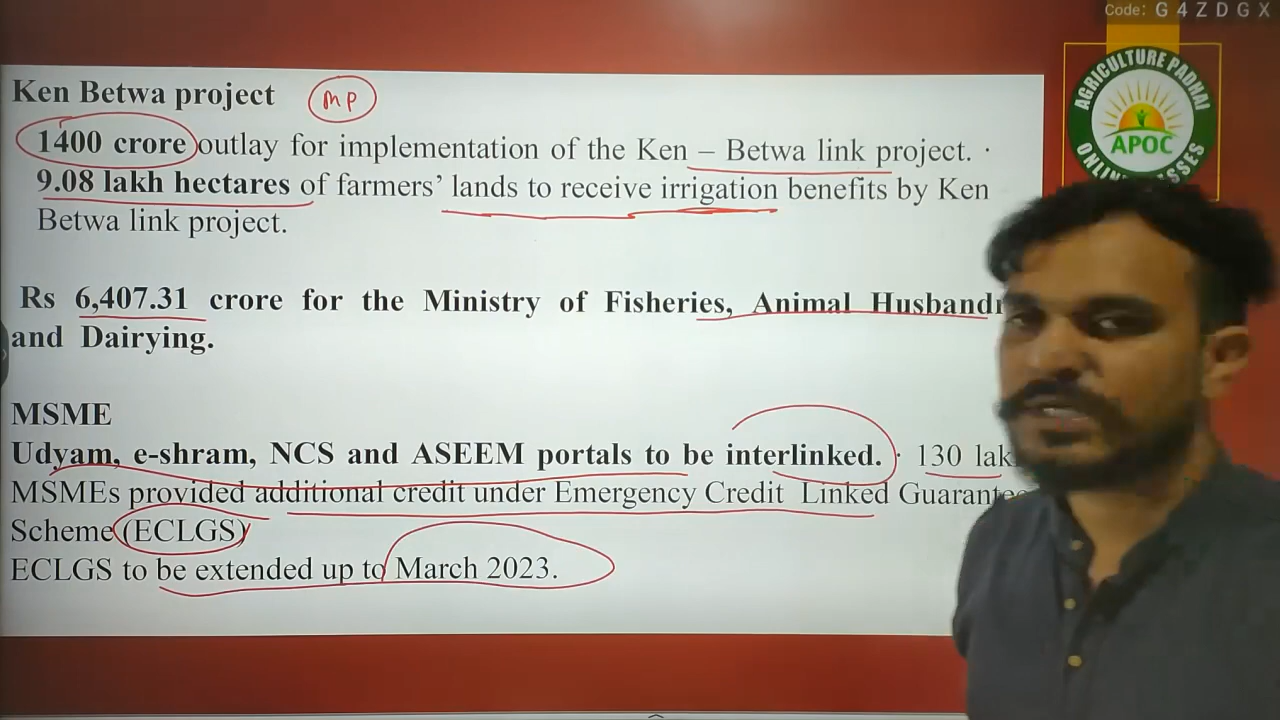 Code: G 4 Z D G X
AGRICULTURE PADHAI
APOC
Ken Betwa project
MP
1400 crore outlay for implementation of the Ken – Betwa link project. ·
9.08 lakh hectares of farmers’ lands to receive irrigation benefits by Ken
Betwa link project.
Rs 6,407.31 crore for the Ministry of Fisheries, Animal
and Dairying.
MSME
Udyam, e-shram, NCS and ASEEM portals to be interlinked. · 130
MSMEs provided additional credit under Emergency Credit Linked
Scheme (ECLGS)
ECLGS to be extended up to March 2023.